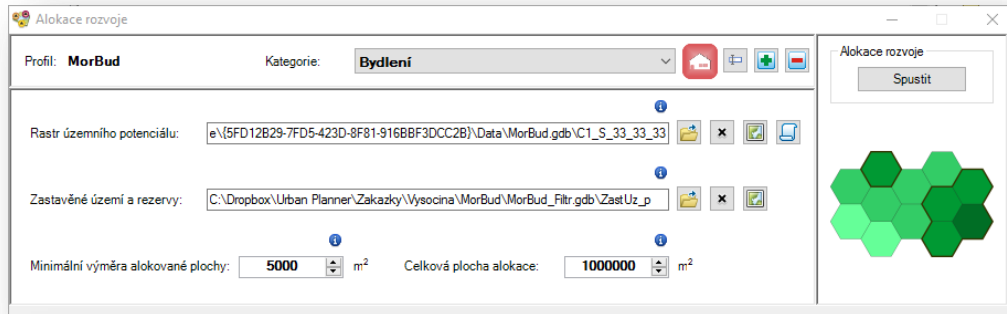 Alokace rozvoje
Profil: MorBud Kategorie: Bydlení
Alokace rozvoje
Spustit
Rastr územního potenciálu: e\{5FD12B29-7FD5-423D-8F81-916BBF3DCC2B}\Data\MorBud.gdb\C1_S_33_33_33
Zastavěné území a rezervy: C:\Dropbox\Urban Planner\Zakazky\Vysocina\MorBud\MorBud_Filtr.gdb\ZastUz_p
Minimální výměra alokované plochy: 5000 m² Celková plocha alokace: 1000000 m²